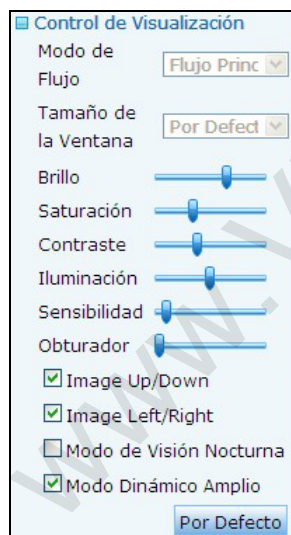 Control de Visualización
Modo de
Flujo
Flujo Princ
Tamaño de
la Ventana
Por Defect
Brillo
Saturación
Contraste
Iluminación
Sensibilidad
Obturador
Image Up/Down
Image Left/Right
Modo de Visión Nocturna
Modo Dinámico Amplio
Por Defecto